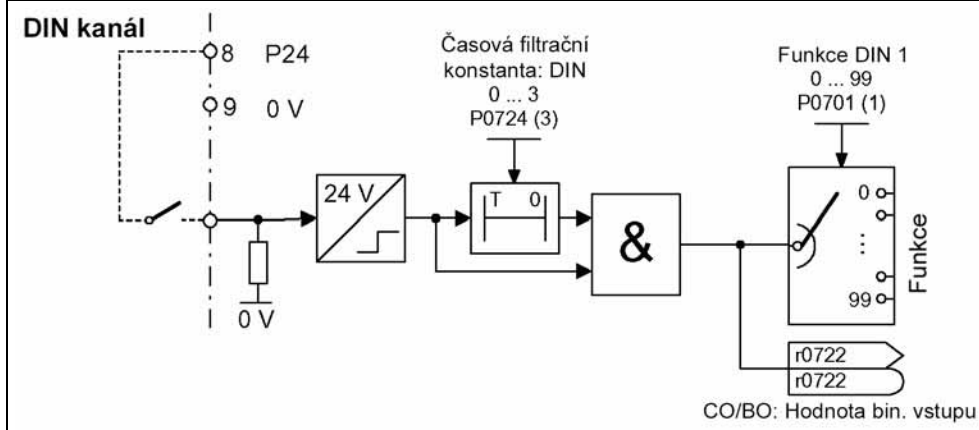 DIN kanál
8 P24
9 0 V
Časová filtrační
konstanta: DIN
0 ... 3
P0724 (3)
Funkce DIN 1
0 ... 99
P0701 (1)
24 V
T 0
&
0
99
Funkce
0 V
r0722
r0722
CO/BO: Hodnota bin. vstupu